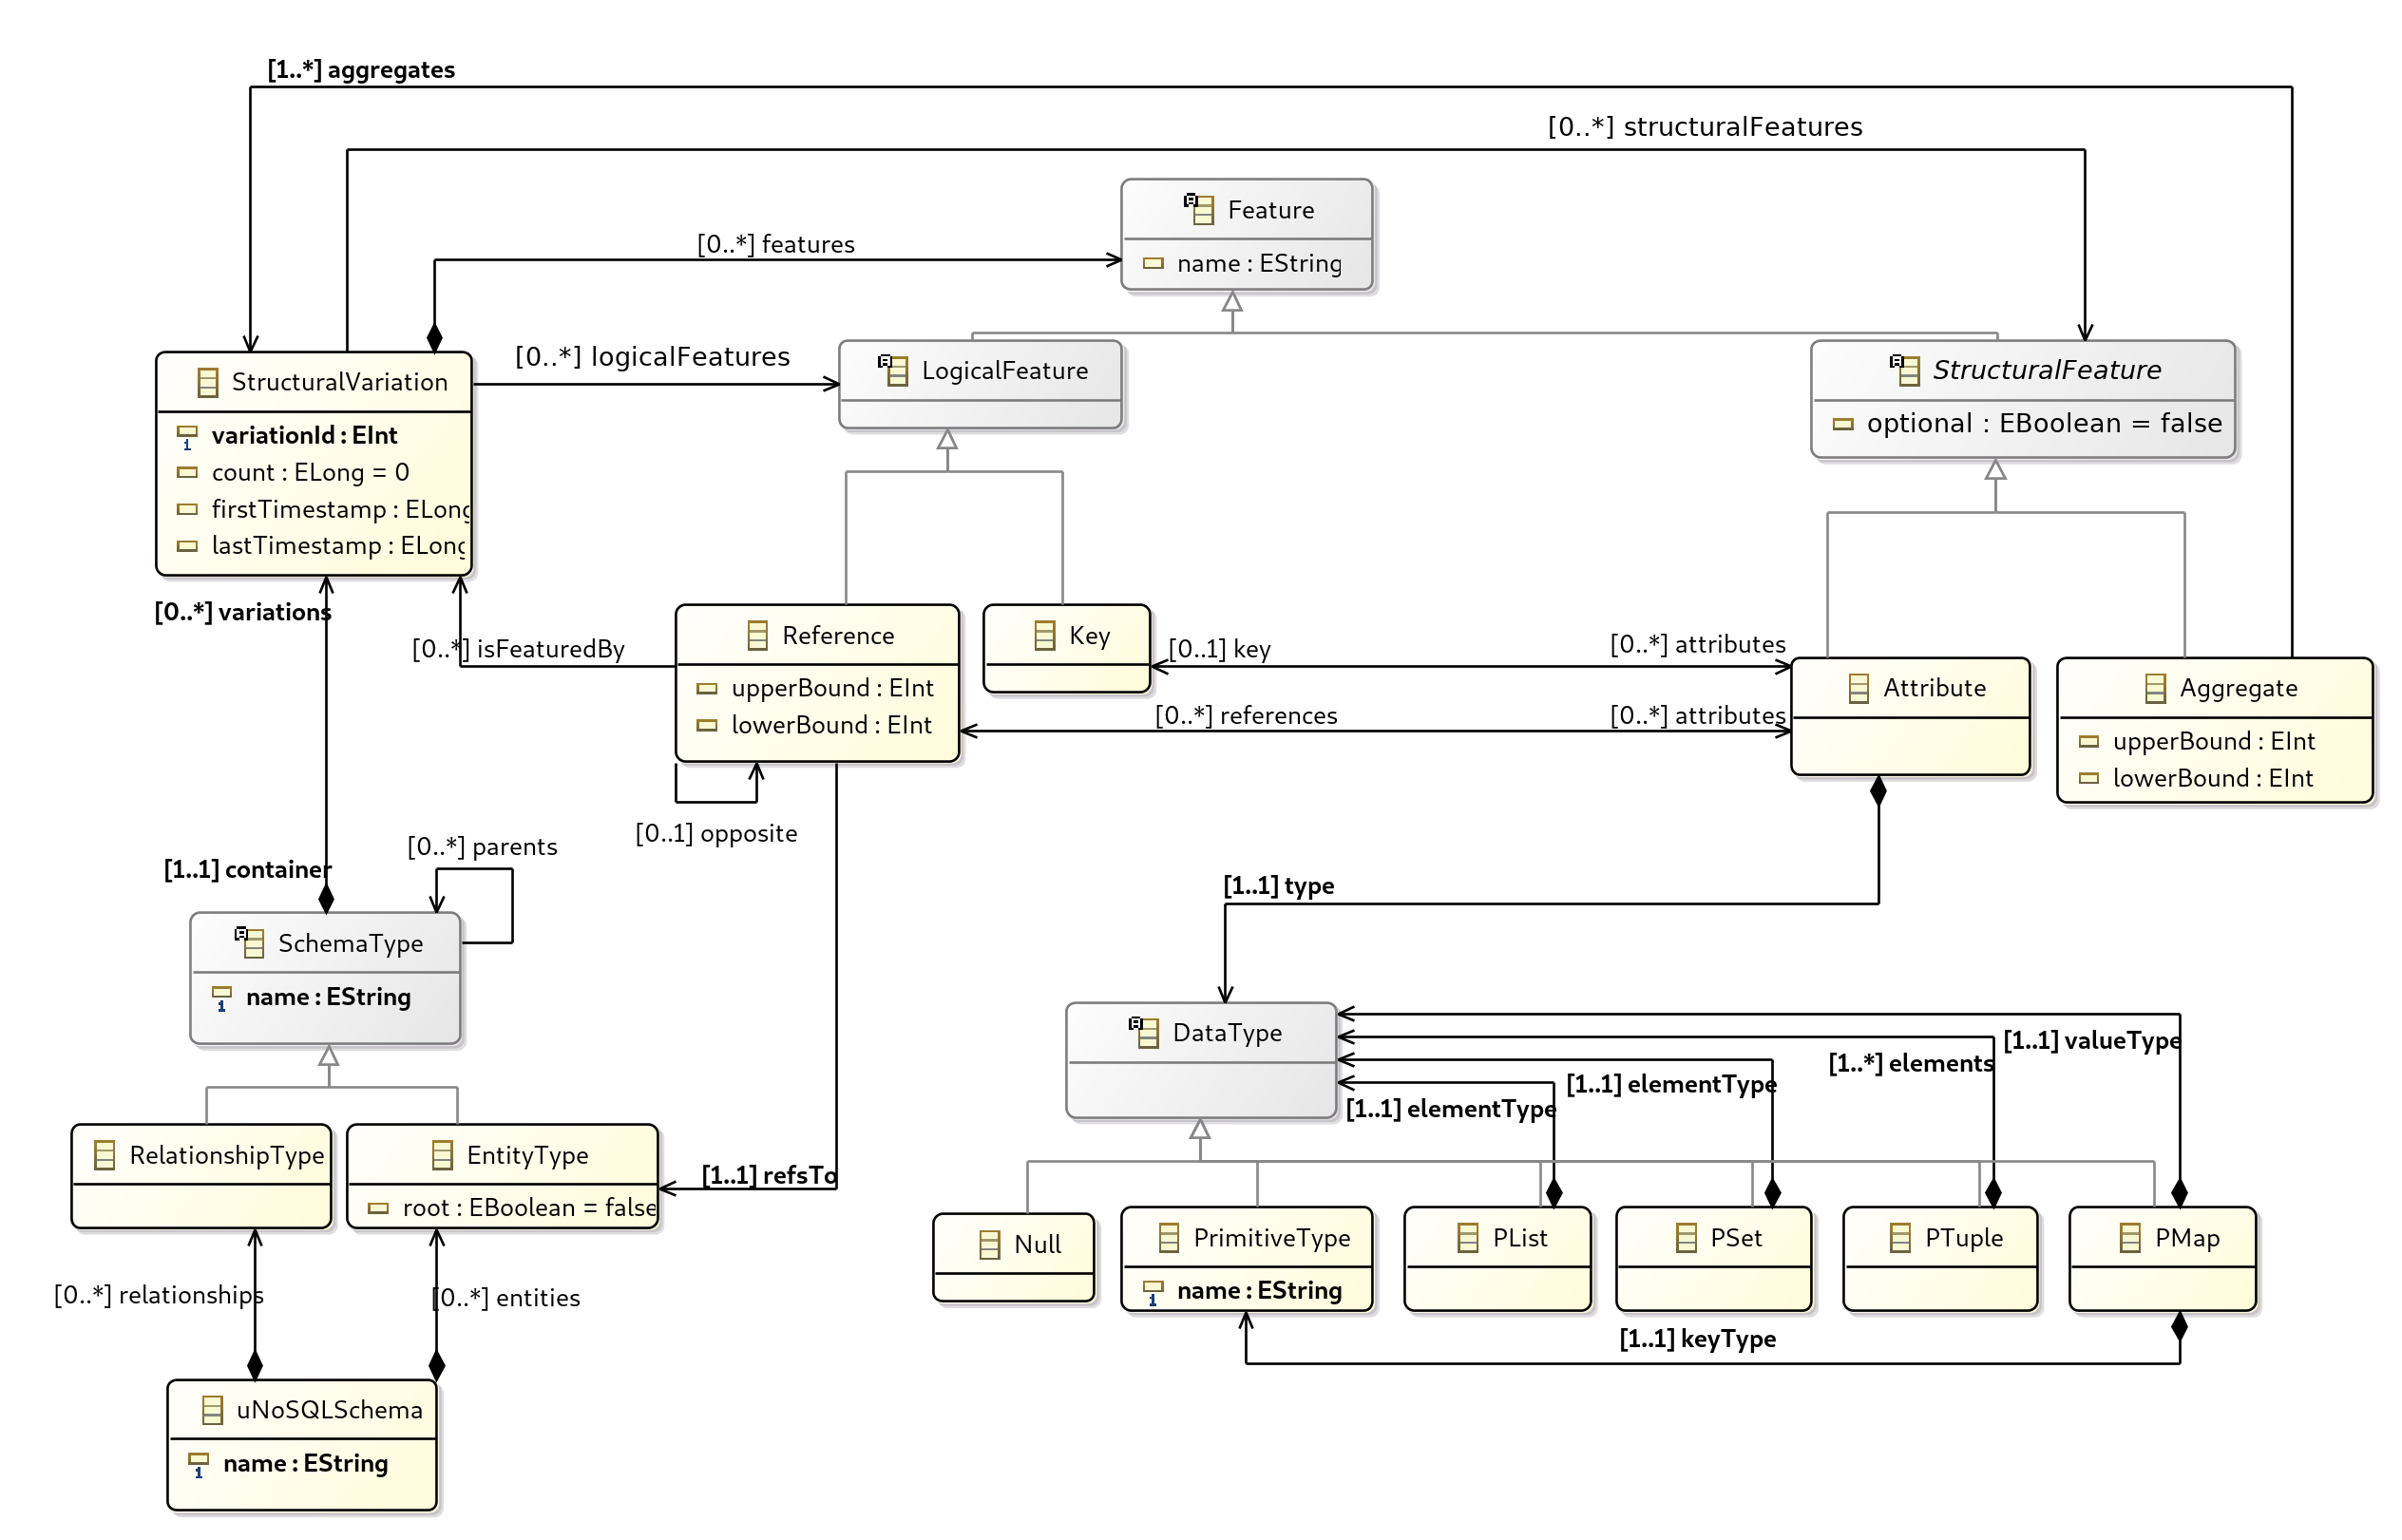 [1..*] aggregates
[0..*] structuralFeatures
Feature
name : EString
[0..*] features
[0..*] logicalFeatures
StructuralVariation
variationId : EInt
count : ELong = 0
firstTimestamp : ELong
lastTimestamp : ELong
LogicalFeature
StructuralFeature
optional : EBoolean = false
[0..*] variations
[0..*] isFeaturedBy
Reference
upperBound : EInt
lowerBound : EInt
Key
[0..1] key
[0..*] attributes
[0..*] references
[0..*] attributes
Attribute
Aggregate
upperBound : EInt
lowerBound : EInt
[0..1] opposite
[0..*] parents
[1..1] container
[1..1] type
SchemaType
name : EString
DataType
[1..1] valueType
[1..*] elements
[1..1] elementType
[1..1] elementType
RelationshipType
EntityType
root : EBoolean = false
[1..1] refsTo
Null
PrimitiveType
name : EString
PList
PSet
PTuple
PMap
[0..*] relationships
[0..*] entities
[1..1] keyType
uNoSQLSchema
name : EString